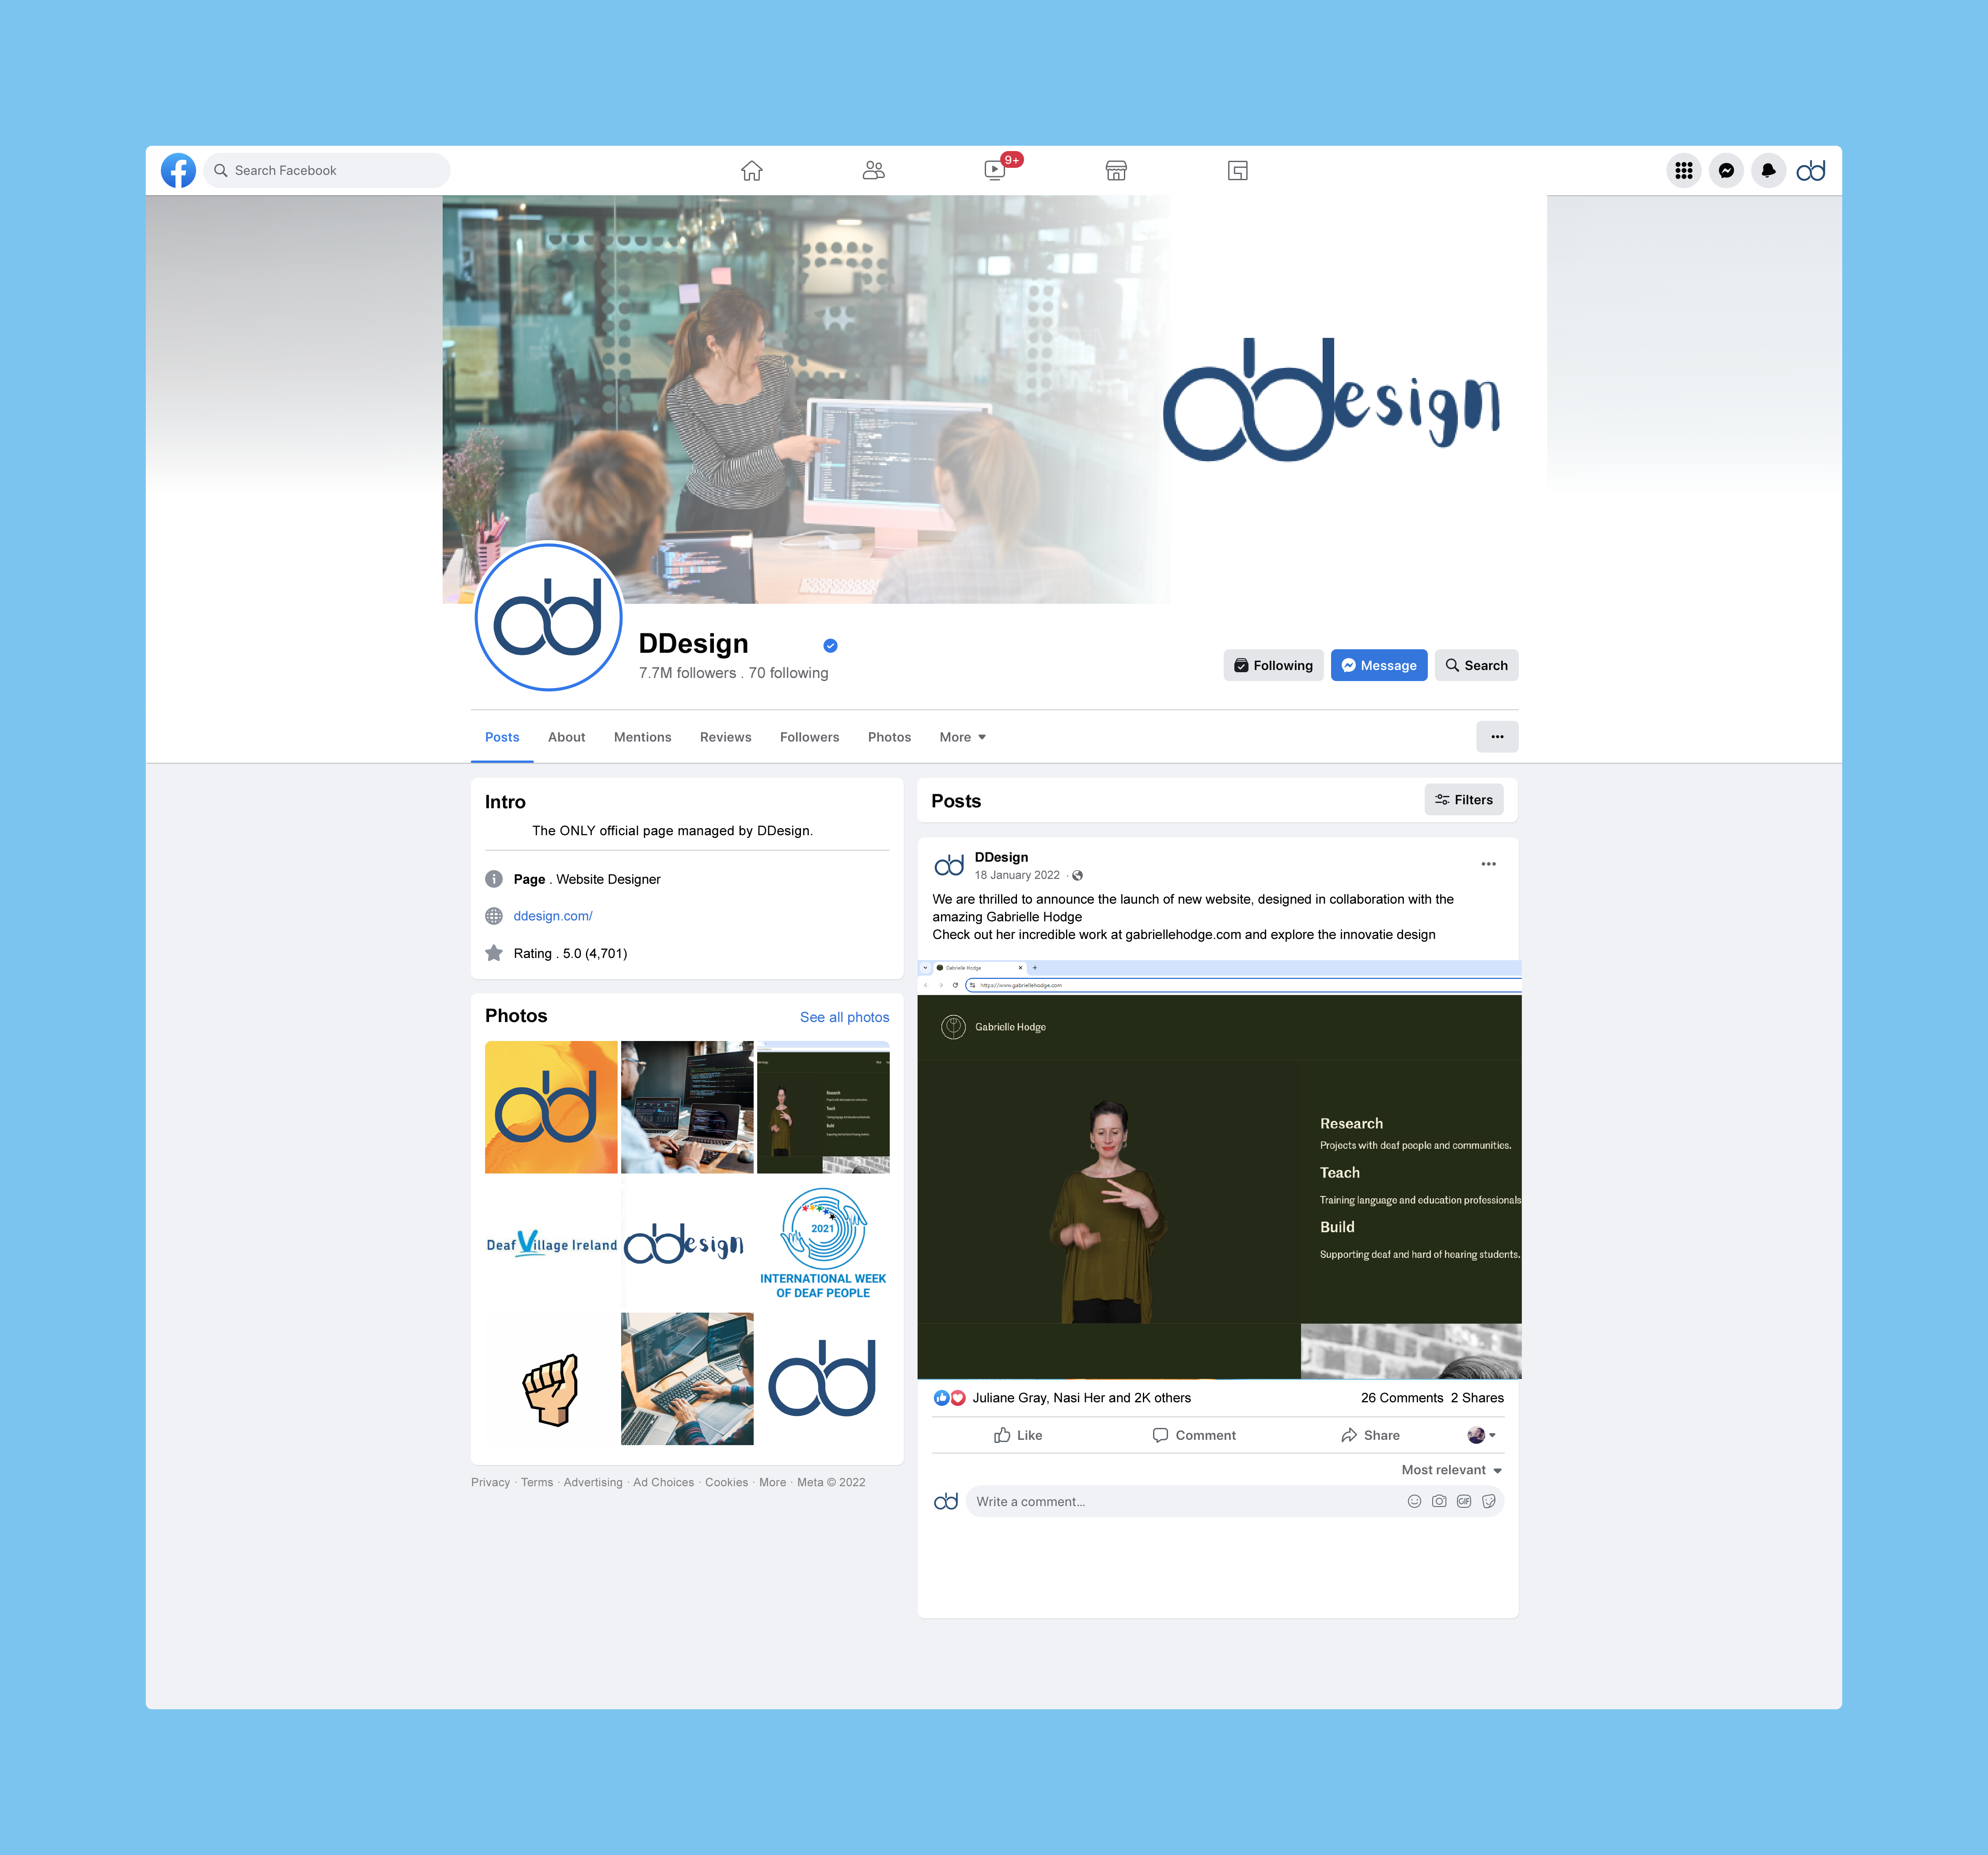 Search Facebook
9+
design
DDesign
7.7M followers . 70 following
Following
Message
Search
Posts
About
Mentions
Reviews
Followers
Photos
More
Intro
The ONLY official page managed by DDesign.
Page . Website Designer
ddesign.com/
Rating . 5.0 (4,701)
Photos
See all photos
Research
Teach
Build
Deaf Village Ireland
design
2021
INTERNATIONAL WEEK
OF DEAF PEOPLE
Privacy · Terms · Advertising · Ad Choices · Cookies · More · Meta © 2022
Posts
Filters
DDesign
18 January 2022 ·
We are thrilled to announce the launch of new website, designed in collaboration with the
amazing Gabrielle Hodge
Check out her incredible work at gabriellehodge.com and explore the innovatie design
Gabrielle Hodge
https://www.gabriellehodge.com
Gabrielle Hodge
Research
Projects with deaf people and communities.
Teach
Training language and education professionals
Build
Supporting deaf and hard of hearing students.
Juliane Gray, Nasi Her and 2K others
26 Comments 2 Shares
Like
Comment
Share
Most relevant
Write a comment...
GIF